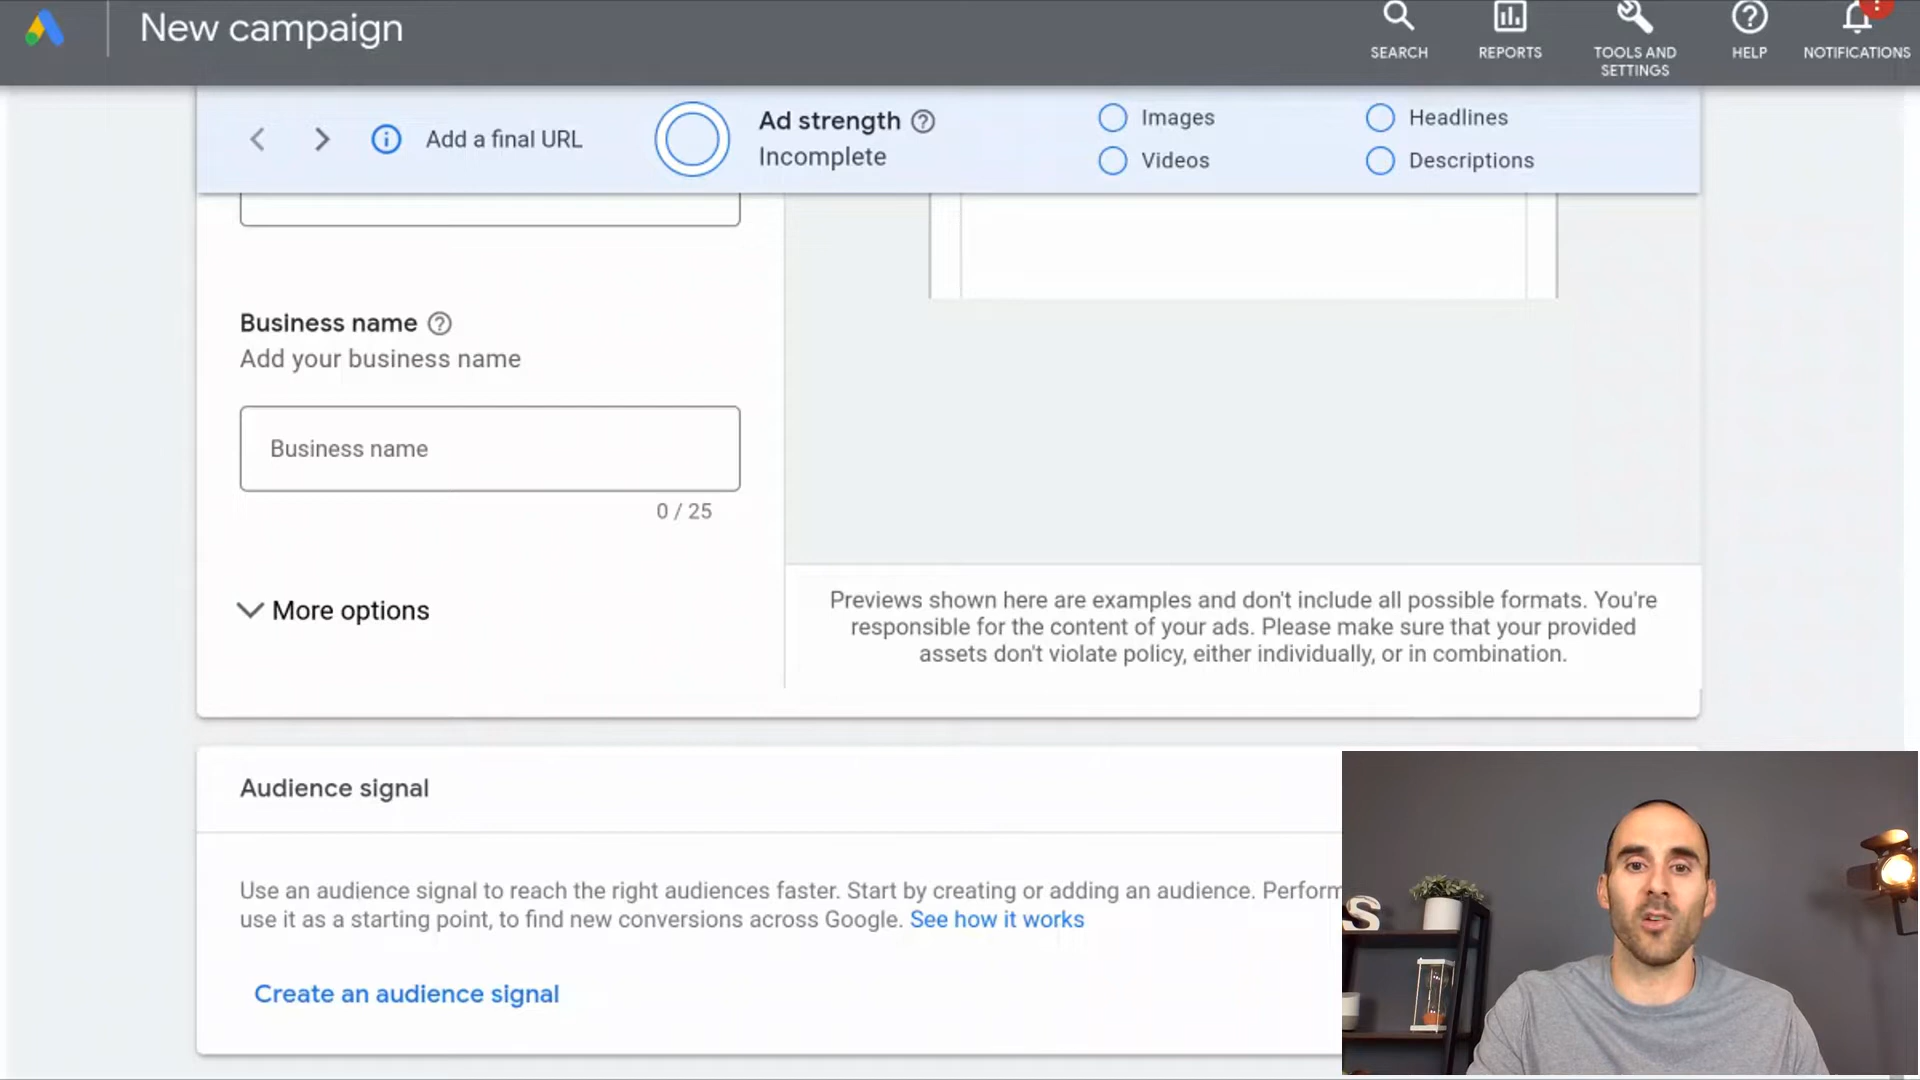 New campaign
SEARCH
REPORTS
TOOLS AND
SETTINGS
HELP
NOTIFICATIONS
Add a final URL
Ad strength
Incomplete
Images
Videos
Headlines
Descriptions
Business name
Add your business name
Business name
0 / 25
More options
Previews shown here are examples and don't include all possible formats. You're
responsible for the content of your ads. Please make sure that your provided
assets don't violate policy, either individually, or in combination.
Audience signal
Use an audience signal to reach the right audiences faster. Start by creating or adding an audience. Perform
use it as a starting point, to find new conversions across Google. See how it works
Create an audience signal
S